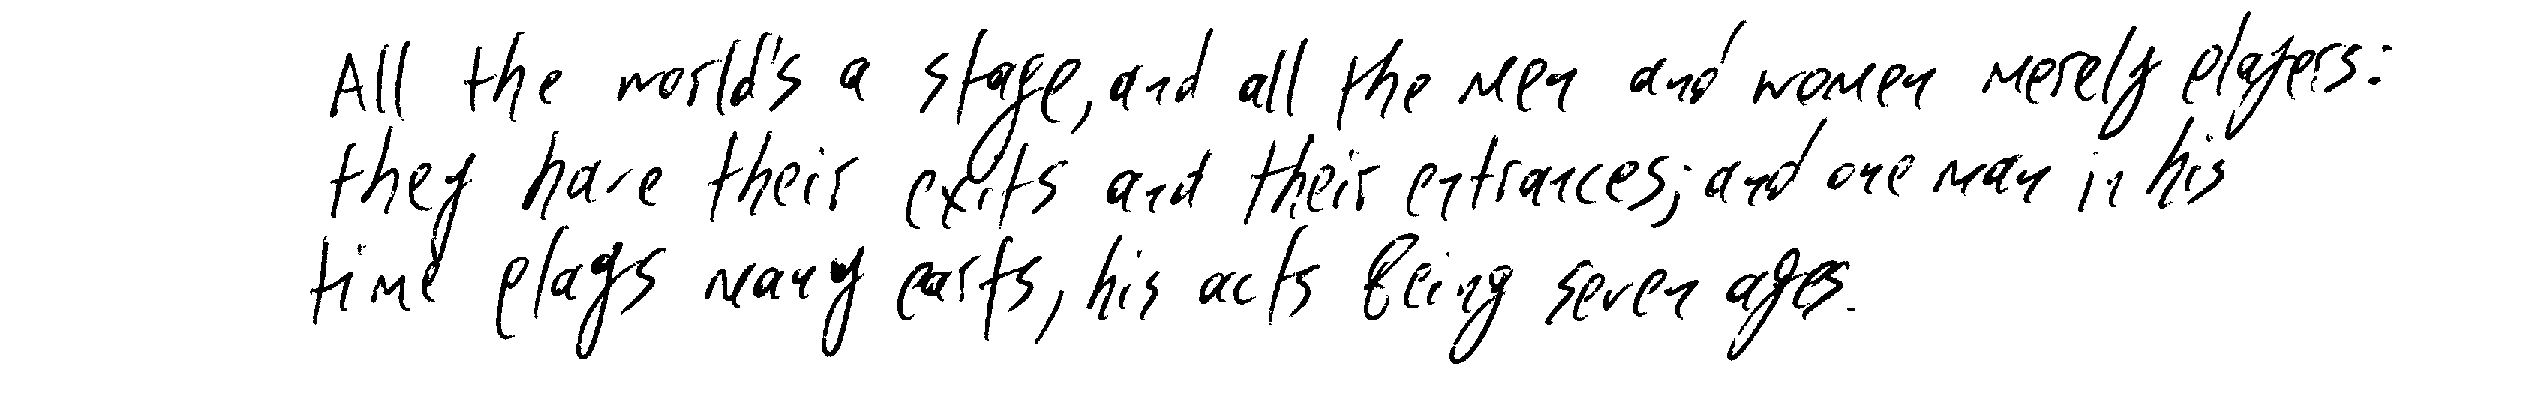 All the world's a stage, and all the men and women merely players:
they have their exits and their entrances; and one man in his
time plays many parts, his acts being seven ages.